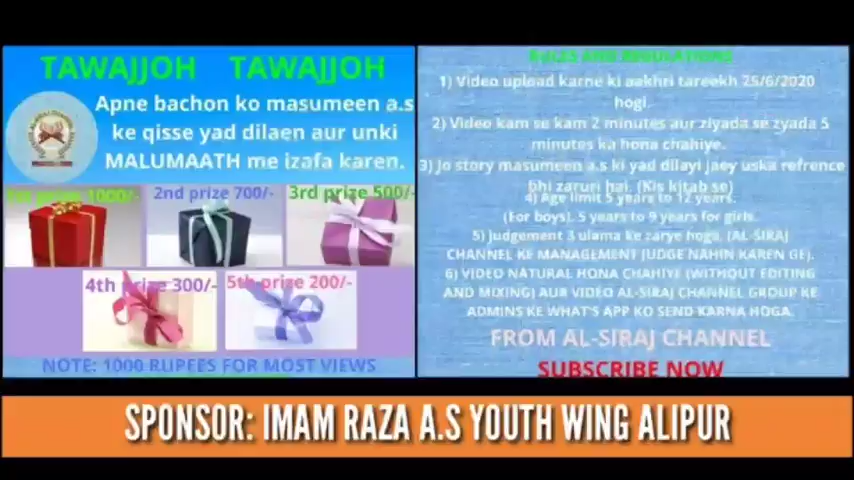 TAWAJJOH TAWAJJOH
Apne bachon ko masumeen a.s
ke qisse yad dilaen aur unki
MALUMAATH me izafa karen.
1st prize 1000/-
2nd prize 700/-
3rd prize 500/-
4th prize 300/-
5th prize 200/-
NOTE: 1000 RUPEES FOR MOST VIEWS
RULES AND REGULATIONS
1) Video upload karne ki aakhri tareekh 25/6/2020
hogi.
2) Video kam se kam 2 minutes aur ziyada se zyada 5
minutes ka hona chahiye.
3) Jo story masumeen a.s ki yad dilayi jaey uska refrence
bhi zaruri hai. (Kis kitab se)
4) Age limit 5 years to 12 years.
(For boys). 5 years to 9 years for girls.
5) Judgement 3 ulama ke zarye hoga. (AL-SIRAJ
CHANNEL KE MANAGEMENT JUDGE NAHIN KAREN GE).
6) VIDEO NATURAL HONA CHAHIYE (WITHOUT EDITING
AND MIXING) AUR VIDEO AL-SIRAJ CHANNEL GROUP KE
ADMINS KE WHAT'S APP KO SEND KARNA HOGA.
FROM AL-SIRAJ CHANNEL
SUBSCRIBE NOW
SPONSOR: IMAM RAZA A.S YOUTH WING ALIPUR